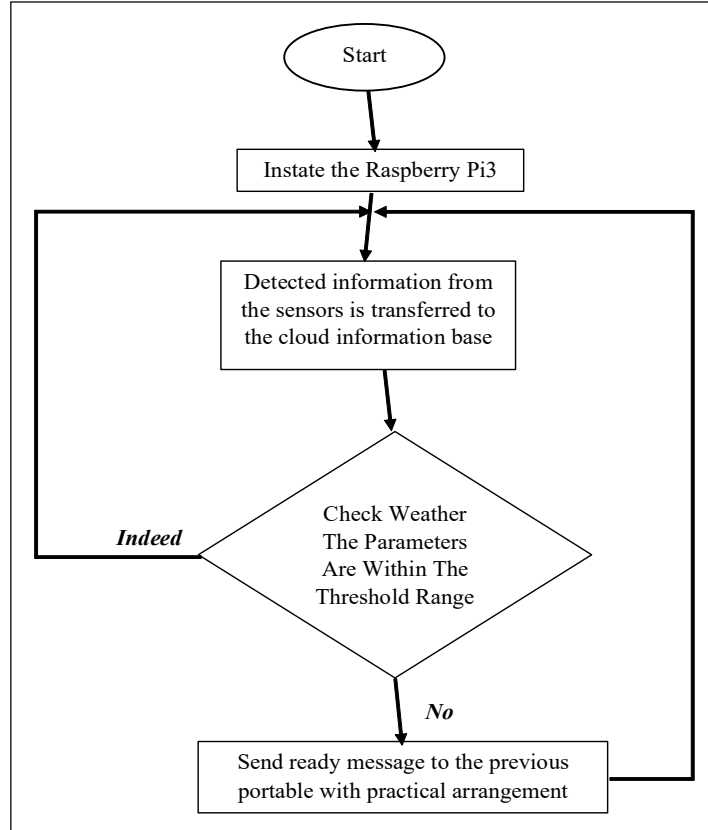 Start
Instate the Raspberry Pi3
Detected information from
the sensors is transferred to
the cloud information base
Check Weather
The Parameters
Are Within The
Threshold Range
Indeed
No
Send ready message to the previous
portable with practical arrangement